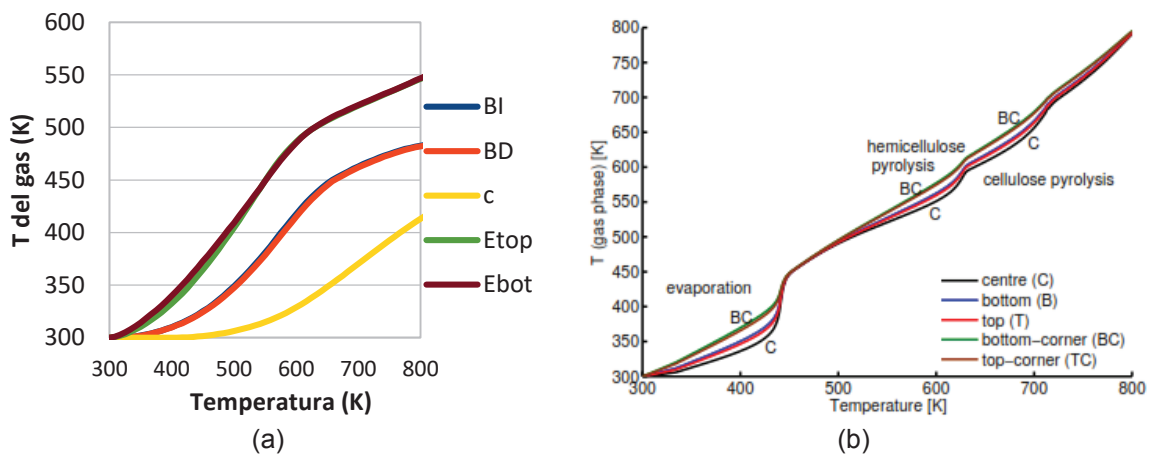 600
550
500
450
400
350
300
T del gas (K)
300 400 500 600 700 800
Temperatura (K)
BI
BD
c
Etop
Ebot
(a)
800
750
700
650
600
550
500
450
400
350
300
T (gas phase) [K]
BC
hemicellulose
pyrolysis
C
cellulose pyrolysis
BC
C
evaporation
BC
C
centre (C)
bottom (B)
top (T)
bottom-corner (BC)
top-corner (TC)
300 400 500 600 700 800
Temperature [K]
(b)